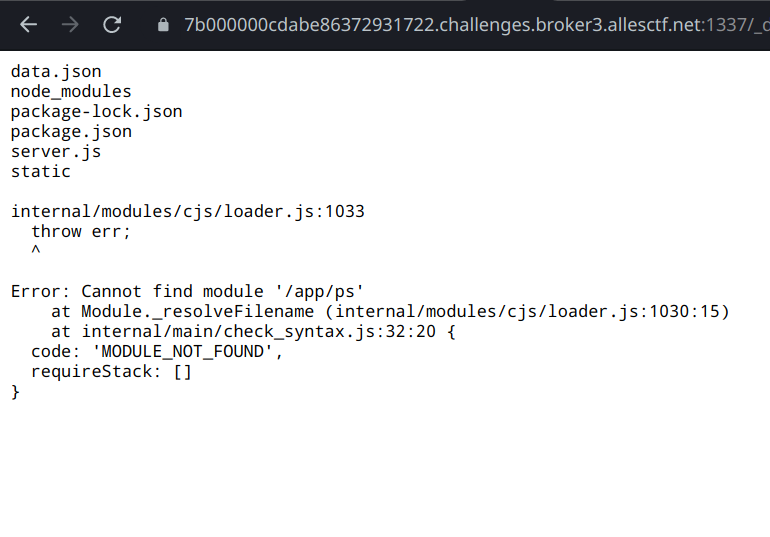 7b000000cdabe86372931722.challenges.broker3.allesctf.net:1337/_
data.json
node_modules
package-lock.json
package.json
server.js
static
internal/modules/cjs/loader.js:1033
throw err;
^
Error: Cannot find module '/app/ps'
at Module._resolveFilename (internal/modules/cjs/loader.js:1030:15)
at internal/main/check_syntax.js:32:20 {
code: 'MODULE_NOT_FOUND',
requireStack: []
}